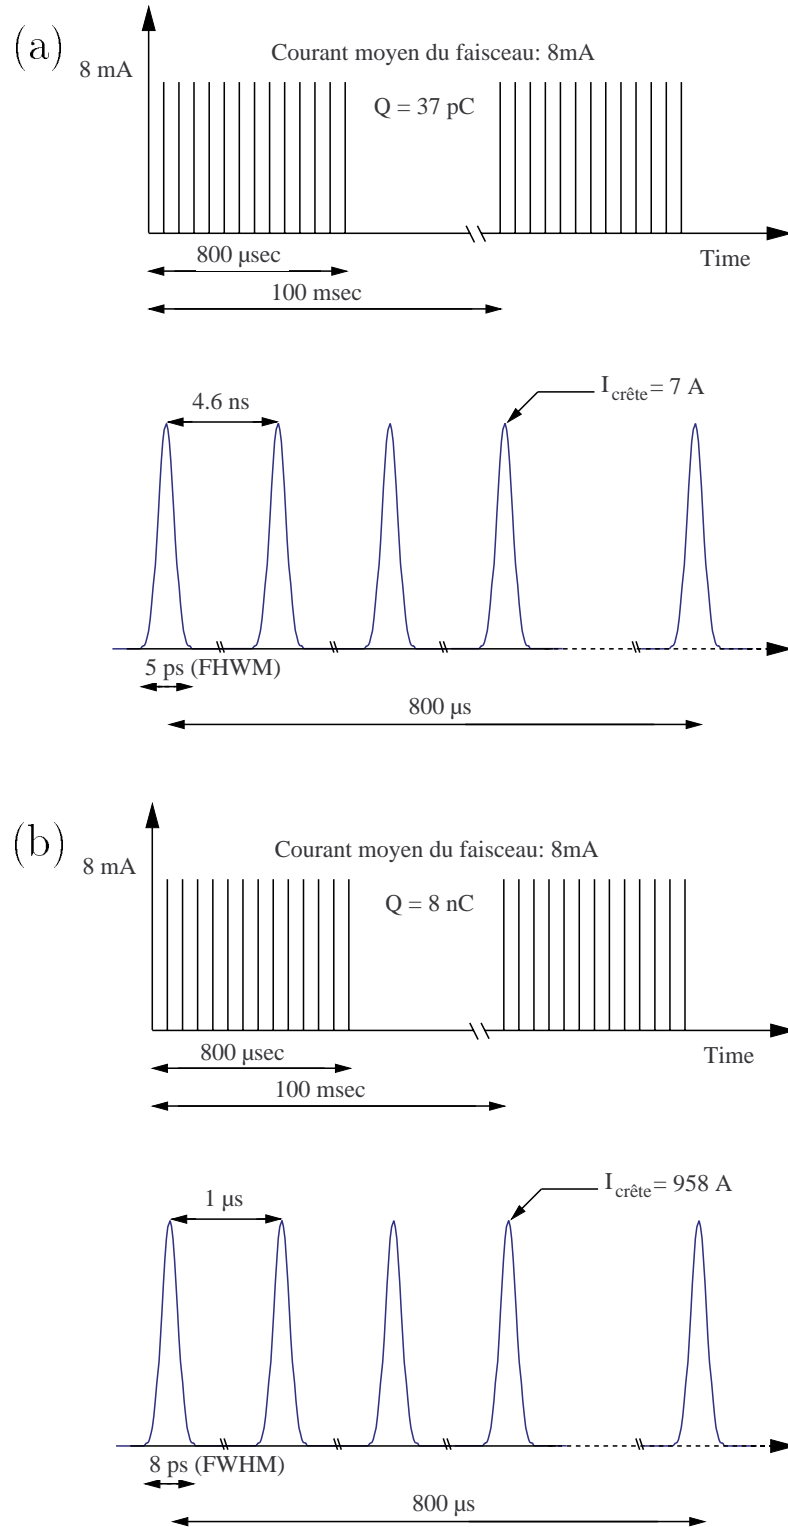 (a)
Courant moyen du faisceau: 8mA
8 mA
Q = 37 pC
800 µsec
Time
100 msec
I crête = 7 A
4.6 ns
5 ps (FHWM)
800 µs
(b)
Courant moyen du faisceau: 8mA
8 mA
Q = 8 nC
800 µsec
Time
100 msec
I crête = 958 A
1 µs
8 ps (FWHM)
800 µs